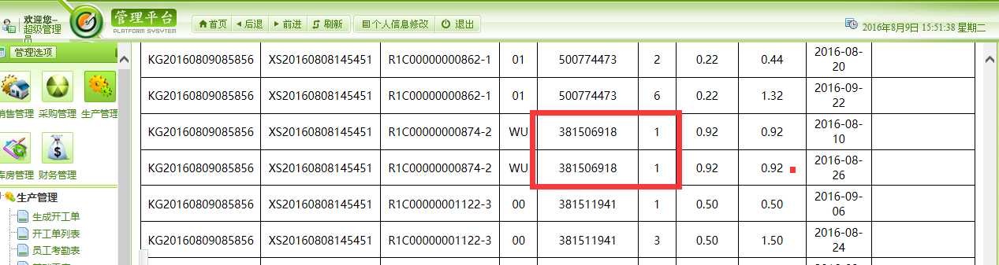 欢迎您–
超级管理
员
管理平台
PLATFORM SYSYTEM
首页
后退
前进
刷新
个人信息修改
退出
2016年8月9日 15:51:38 星期二
管理选项
销售管理
采购管理
生产管理
库房管理
财务管理
生产管理
生成开工单
开工单列表
员工考勤表
KG20160809085856 XS20160808145451 R1C00000000862-1 01 500774473 2 0.22 0.44 2016-08-
20
KG20160809085856 XS20160808145451 R1C00000000862-1 01 500774473 6 0.22 1.32 2016-09-
22
KG20160809085856 XS20160808145451 R1C00000000874-2 WU 381506918 1 0.92 0.92 2016-08-
10
KG20160809085856 XS20160808145451 R1C00000000874-2 WU 381506918 1 0.92 0.92 2016-08-
26
KG20160809085856 XS20160808145451 R1C00000001122-3 00 381511941 1 0.50 0.50 2016-09-
06
KG20160809085856 XS20160808145451 R1C00000001122-3 00 381511941 3 0.50 1.50 2016-08-
24